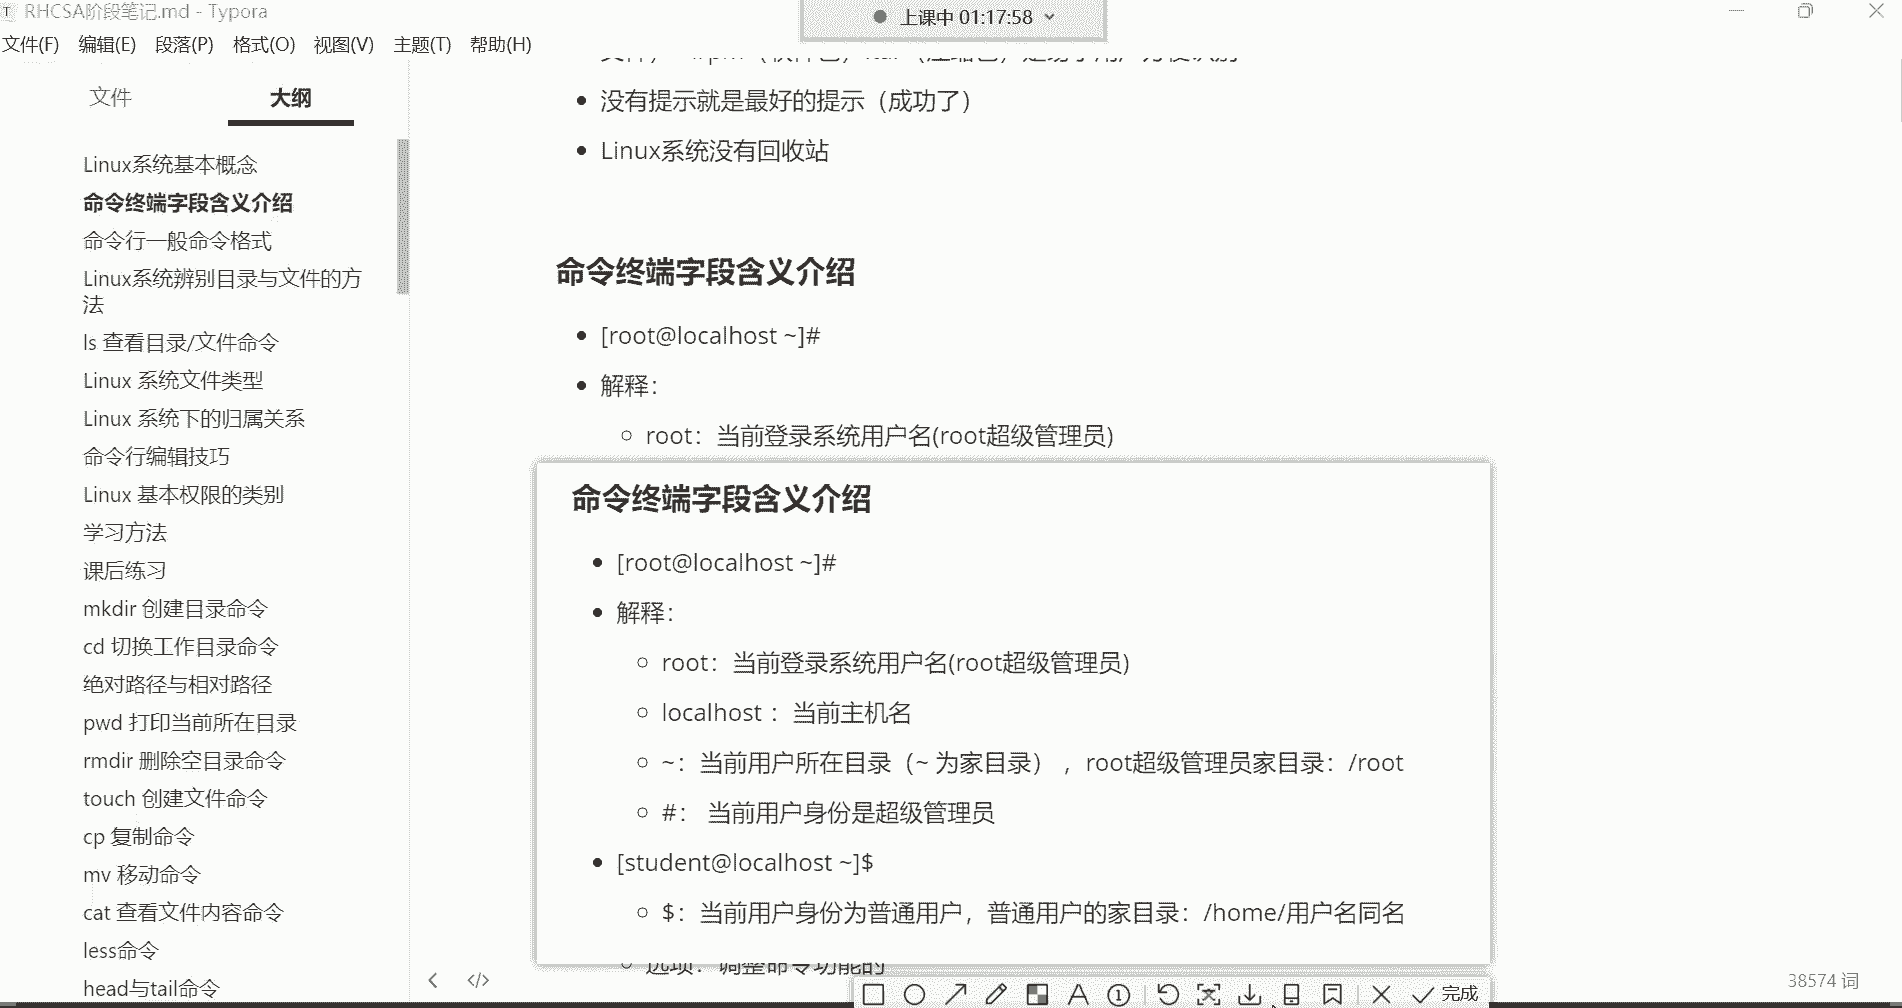 RHCSA阶段笔记.md - Typora
上课中 01:17:58
文件(F) 编辑(E) 段落(P) 格式(O) 视图(V) 主题(T) 帮助(H)
文件 大纲
Linux系统基本概念
命令终端字段含义介绍
命令行一般命令格式
Linux系统辨别目录与文件的方
法
ls 查看目录/文件命令
Linux 系统文件类型
Linux 系统下的归属关系
命令行编辑技巧
Linux 基本权限的类别
学习方法
课后练习
mkdir 创建目录命令
cd 切换工作目录命令
绝对路径与相对路径
pwd 打印当前所在目录
rmdir 删除空目录命令
touch 创建文件命令
cp 复制命令
mv 移动命令
cat 查看文件内容命令
less命令
head与tail命令
没有提示就是最好的提示（成功了）
Linux系统没有回收站
命令终端字段含义介绍
[root@localhost ~]#
解释：
root：当前登录系统用户名(root超级管理员)
命令终端字段含义介绍
[root@localhost ~]#
解释：
root：当前登录系统用户名(root超级管理员)
localhost ：当前主机名
~：当前用户所在目录（~ 为家目录），root超级管理员家目录：/root
#： 当前用户身份是超级管理员
[student@localhost ~]$
$：当前用户身份为普通用户，普通用户的家目录：/home/用户名同名
选项：调整命令功能的
完成
38574 词